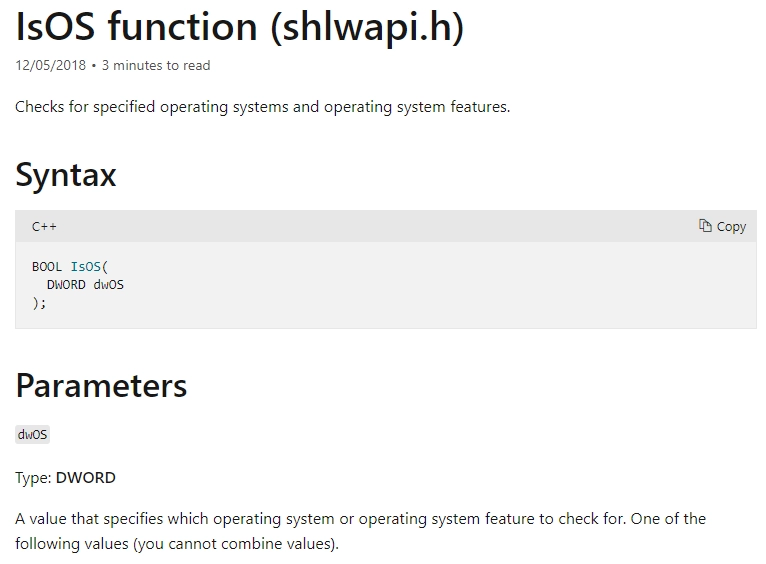 IsOS function (shlwapi.h)
12/05/2018 • 3 minutes to read
Checks for specified operating systems and operating system features.
Syntax
C++
Copy
BOOL IsOS(
  DWORD dwOS
);
Parameters
dwOS
Type: DWORD
A value that specifies which operating system or operating system feature to check for. One of the
following values (you cannot combine values).